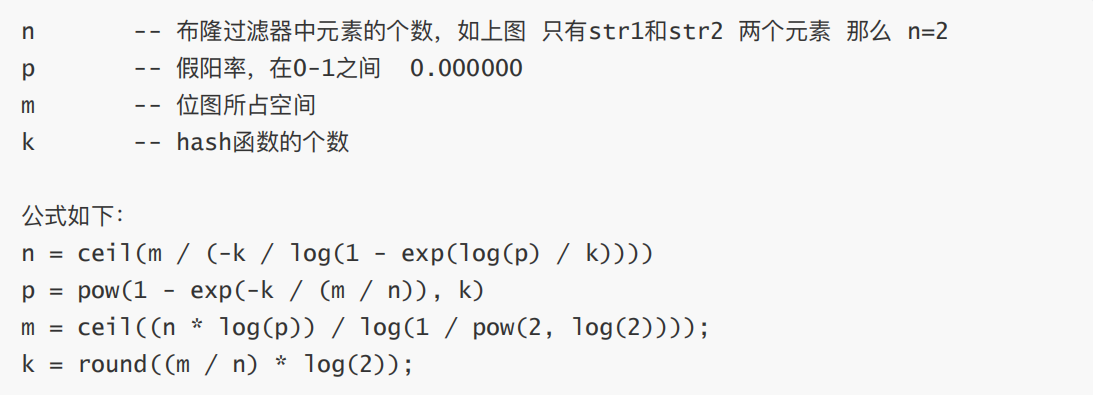 n -- 布隆过滤器中元素的个数，如上图 只有str1和str2 两个元素 那么 n=2
p -- 假阳率，在0-1之间 0.000000
m -- 位图所占空间
k -- hash函数的个数
公式如下：
n = ceil(m / (-k / log(1 - exp(log(p) / k))))
p = pow(1 - exp(-k / (m / n)), k)
m = ceil((n * log(p)) / log(1 / pow(2, log(2))));
k = round((m / n) * log(2));